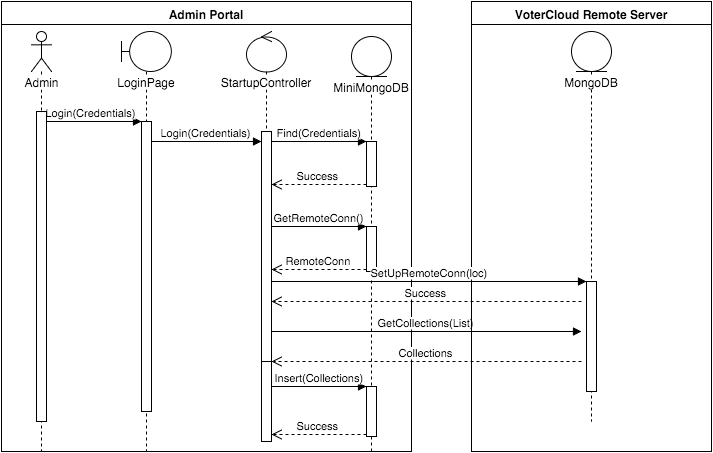 Admin Portal
VoterCloud Remote Server
Admin
LoginPage
StartupController
MiniMongoDB
MongoDB
Login(Credentials)
Login(Credentials)
Find(Credentials)
Success
GetRemoteConn()
RemoteConn
SetUpRemoteConn(loc)
Success
GetCollections(List)
Collections
Insert(Collections)
Success